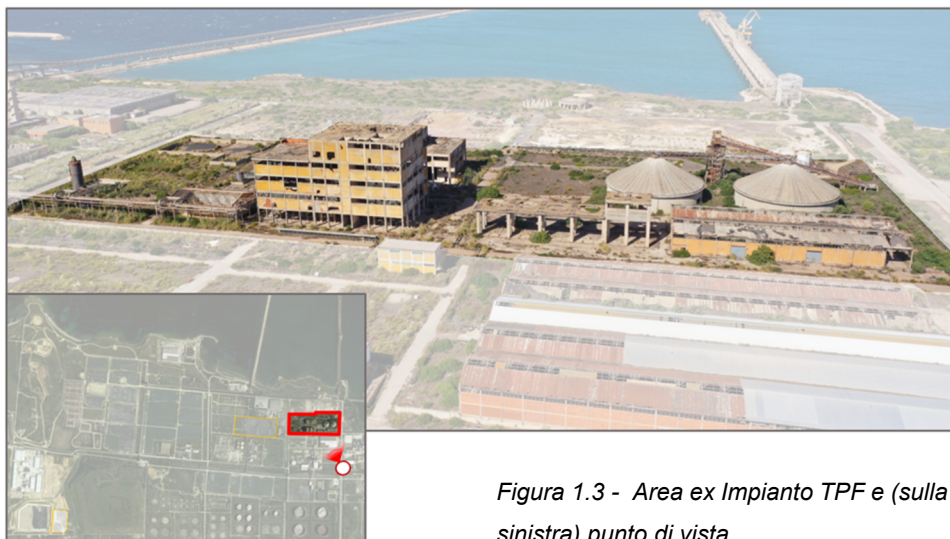 Figura 1.3 - Area ex Impianto TPF e (sulla
sinistra) punto di vista